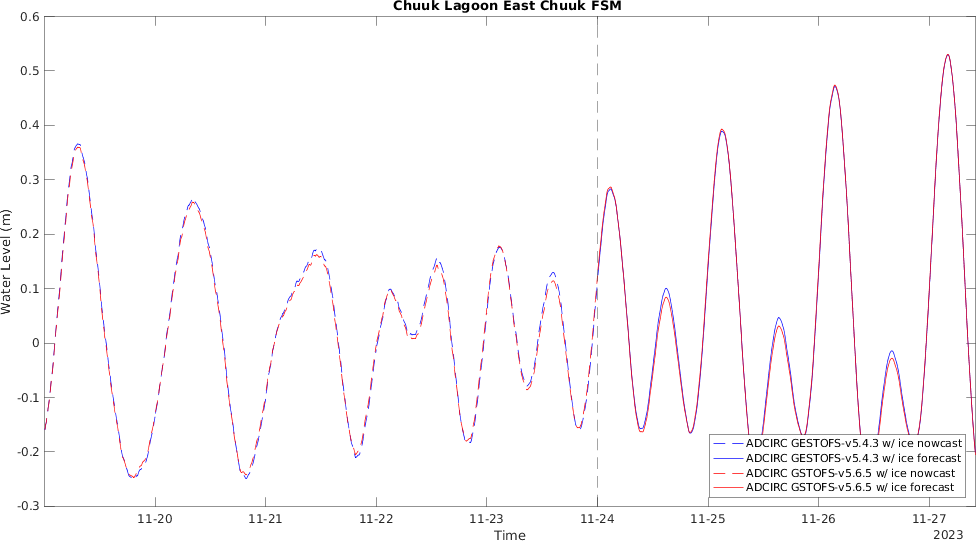 Chuuk Lagoon East Chuuk FSM
0.6
0.5
0.4
0.3
0.2
0.1
0
-0.1
-0.2
-0.3
Water Level (m)
11-20 11-21 11-22 11-23 11-24 11-25 11-26 11-27
Time
2023
ADCIRC GESTOFS-v5.4.3 w/ ice nowcast
ADCIRC GESTOFS-v5.4.3 w/ ice forecast
ADCIRC GSTOFS-v5.6.5 w/ ice nowcast
ADCIRC GSTOFS-v5.6.5 w/ ice forecast